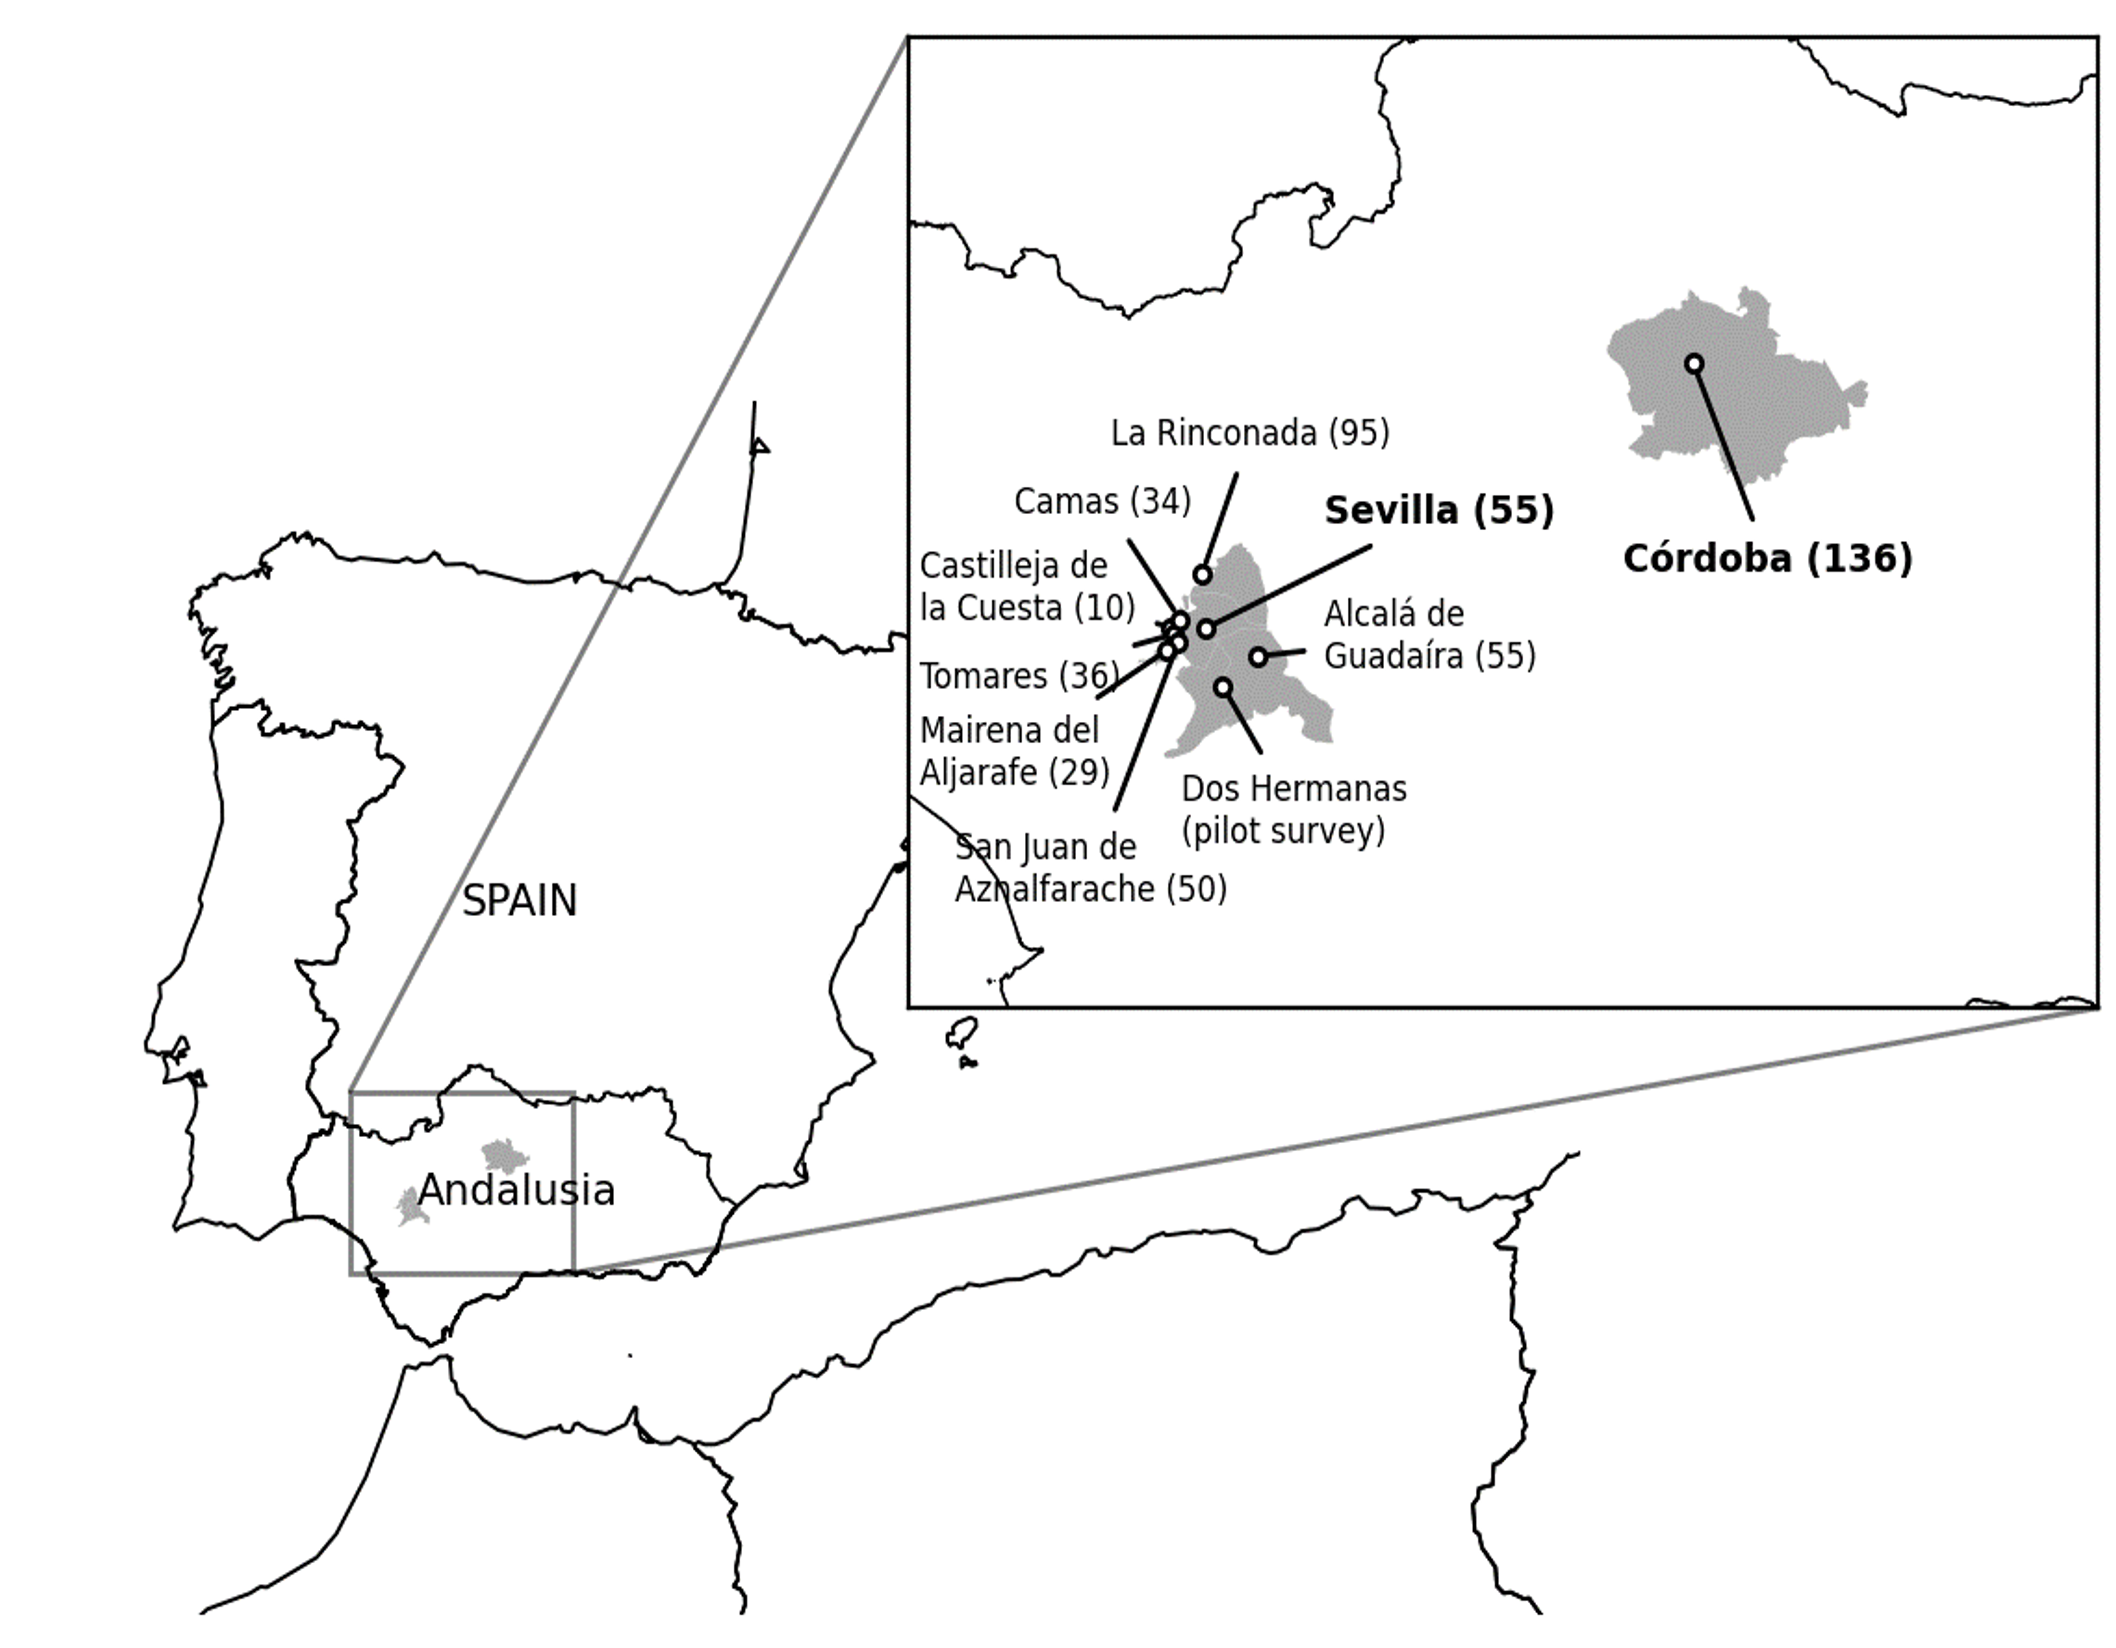 La Rinconada (95)
Camas (34)
Sevilla (55)
Castilleja de
la Cuesta (10)
Córdoba (136)
Alcalá de
Guadaíra (55)
Tomares (36)
Mairena del
Aljarafe (29)
Dos Hermanas
(pilot survey)
San Juan de
Aznalfarache (50)
SPAIN
Andalusia